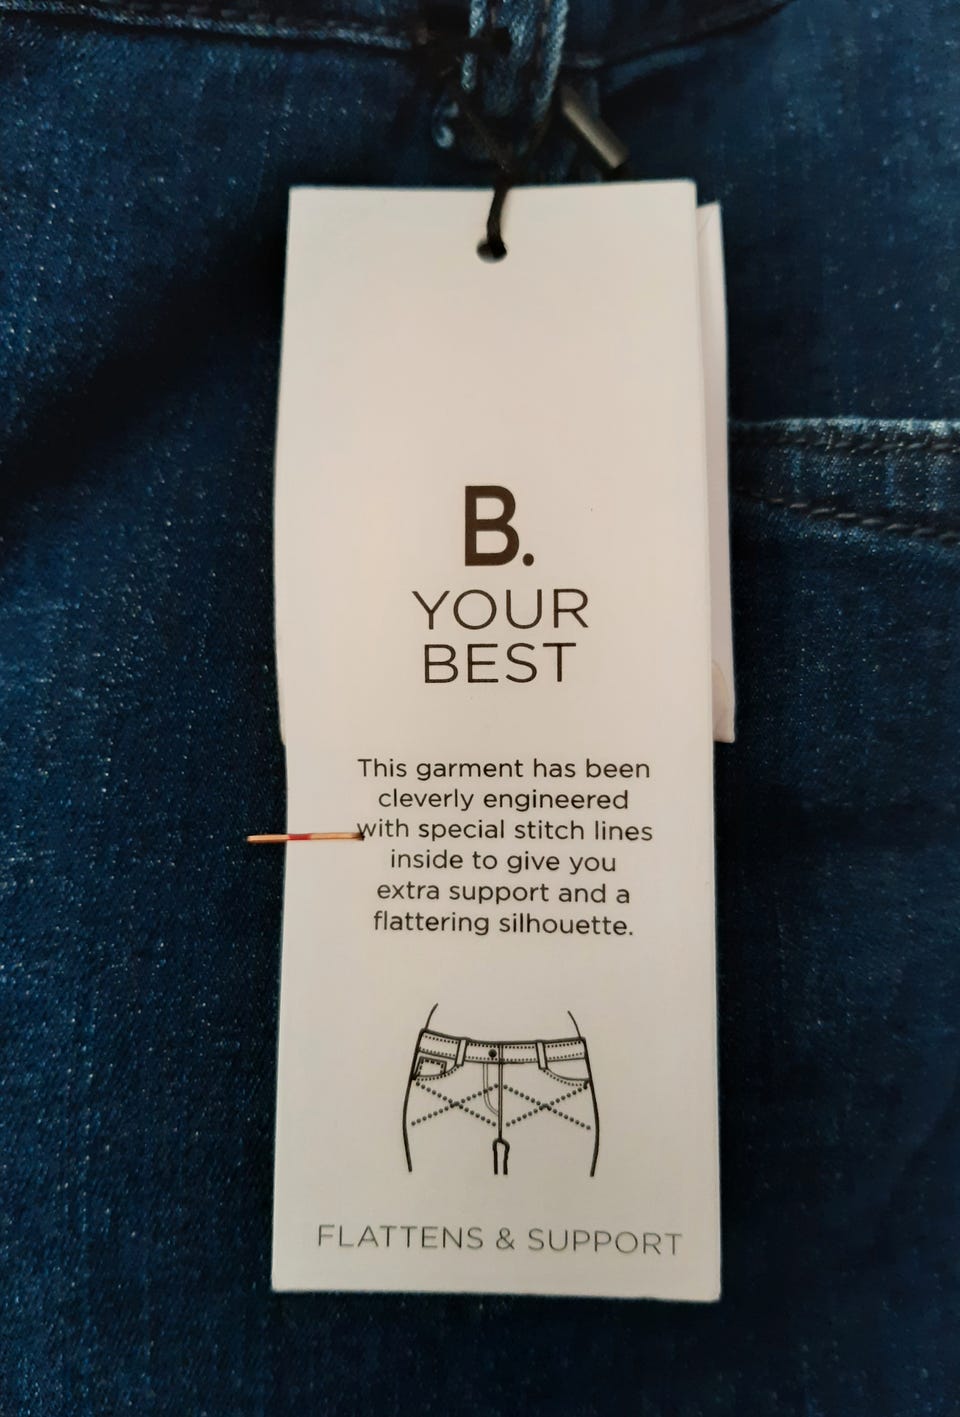 B.
YOUR
BEST
This garment has been
cleverly engineered
with special stitch lines
inside to give you
extra support and a
flattering silhouette.
FLATTENS & SUPPORT